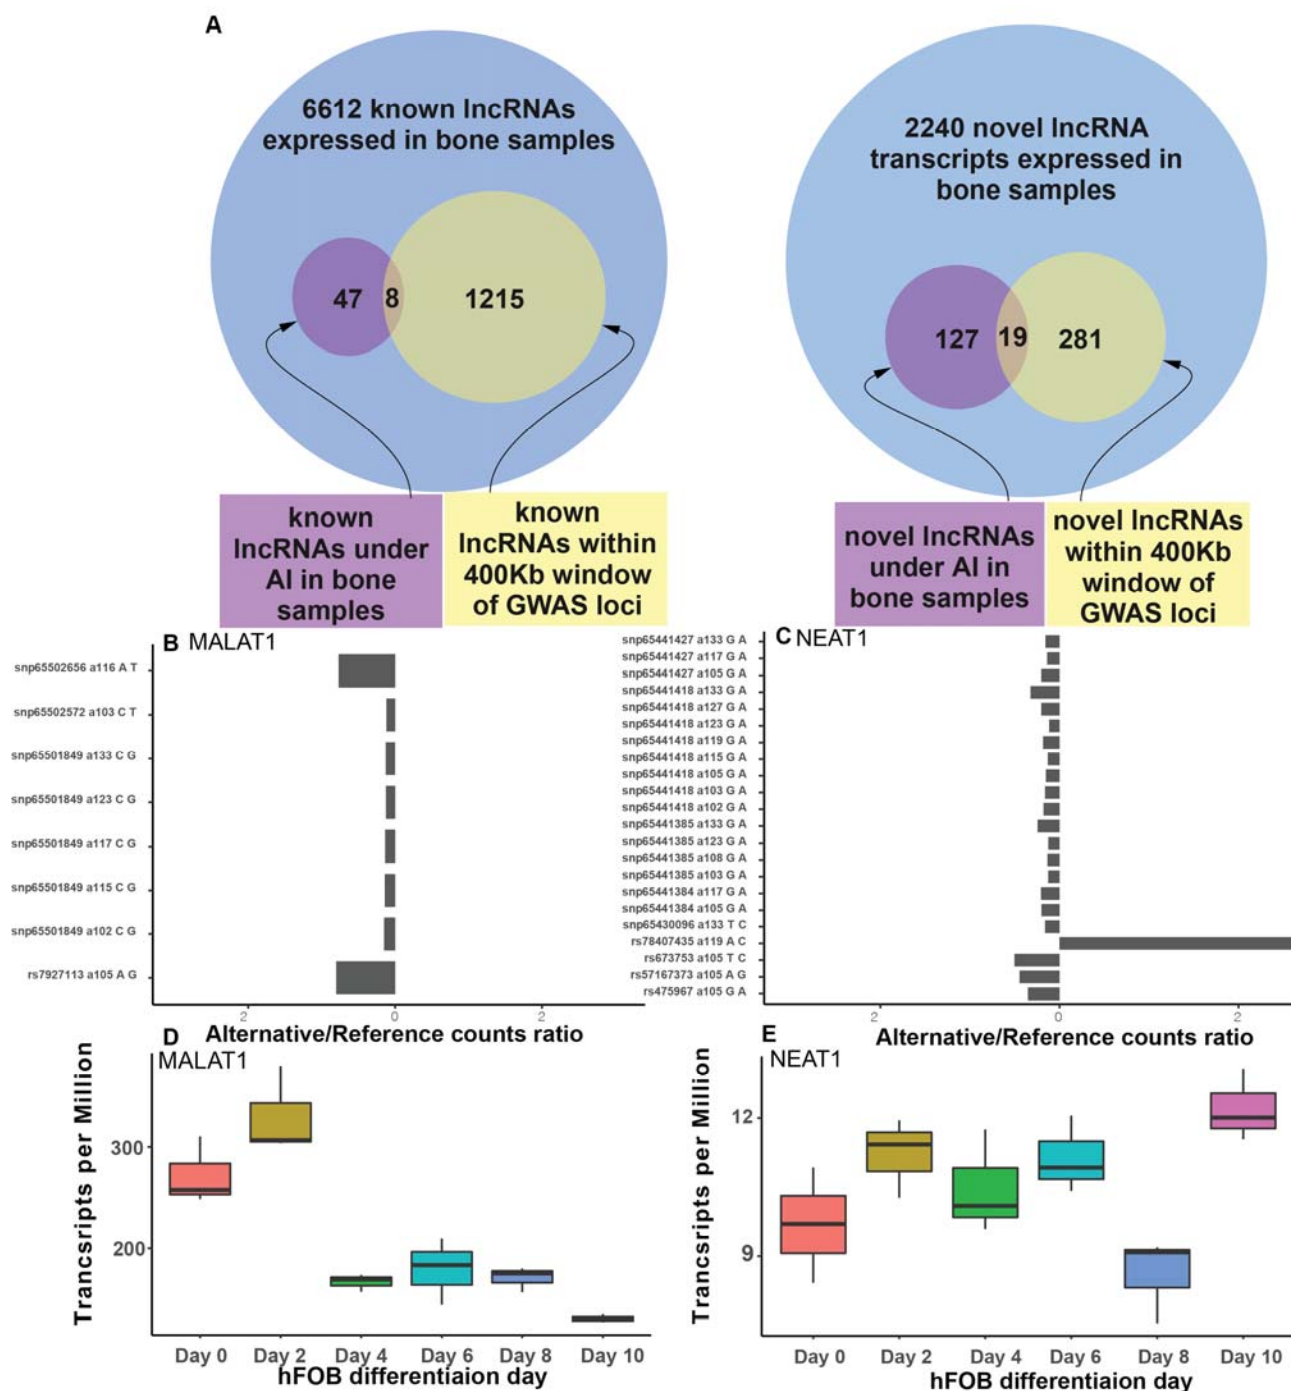 A
6612 known lncRNAs
expressed in bone samples
47 8 1215
known
lncRNAs under
AI in bone
samples
known
lncRNAs within
400Kb window
of GWAS loci
2240 novel lncRNA
transcripts expressed in
bone samples
127 19 281
novel lncRNAs
under AI in
bone samples
novel lncRNAs
within 400Kb
window of
GWAS loci
B MALAT1
snp65502656 a116 A T
snp65502572 a103 C T
snp65501849 a133 C G
snp65501849 a123 C G
snp65501849 a117 C G
snp65501849 a115 C G
snp65501849 a102 C G
rs7927113 a105 A G
2 0 2
Alternative/Reference counts ratio
C NEAT1
snp65441427 a133 G A
snp65441427 a117 G A
snp65441427 a105 G A
snp65441418 a133 G A
snp65441418 a127 G A
snp65441418 a123 G A
snp65441418 a119 G A
snp65441418 a115 G A
snp65441418 a105 G A
snp65441418 a103 G A
snp65441418 a102 G A
snp65441385 a133 G A
snp65441385 a123 G A
snp65441385 a108 G A
snp65441385 a103 G A
snp65441384 a117 G A
snp65441384 a105 G A
snp65430096 a133 T C
rs78407435 a119 A C
rs673753 a105 T C
rs57167373 a105 A G
rs475967 a105 G A
2 0 2
Alternative/Reference counts ratio
D
MALAT1
Trancsripts per Million
300
200
Day 0 Day 2 Day 4 Day 6 Day 8 Day 10
hFOB differentiaion day
E
NEAT1
Trancsripts per Million
12
9
Day 0 Day 2 Day 4 Day 6 Day 8 Day 10
hFOB differentiaion day